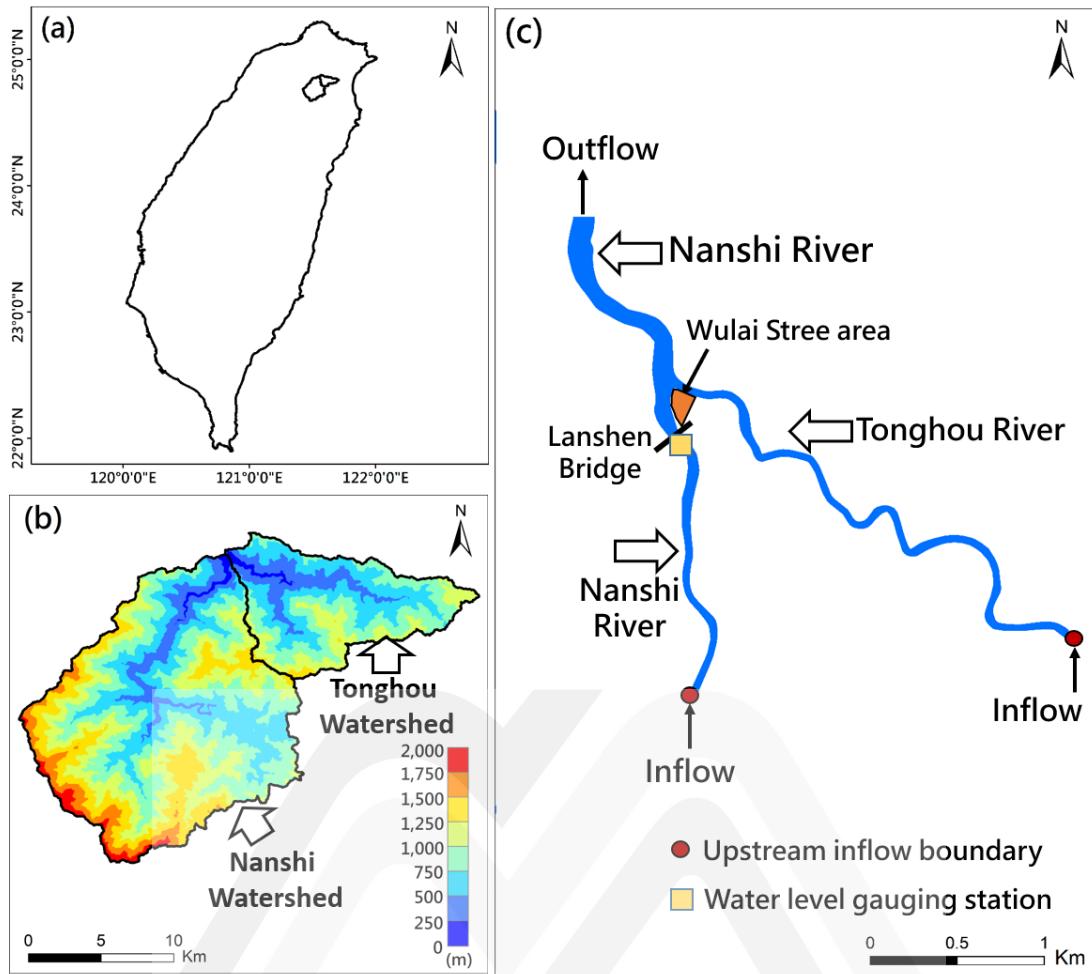 (a)
N
25°0'0"N
24°0'0"N
23°0'0"N
22°0'0"N
120°0'0"E
121°0'0"E
122°0'0"E
(b)
N
Tonghou
Watershed
Nanshi
Watershed
2,000
1,750
1,500
1,250
1,000
750
500
250
0
(m)
0 5 10
Km
(c)
N
Outflow
Nanshi River
Wulai Stree area
Lanshen
Bridge
Tonghou River
Nanshi
River
Inflow
Inflow
Upstream inflow boundary
Water level gauging station
0 0.5 1
Km